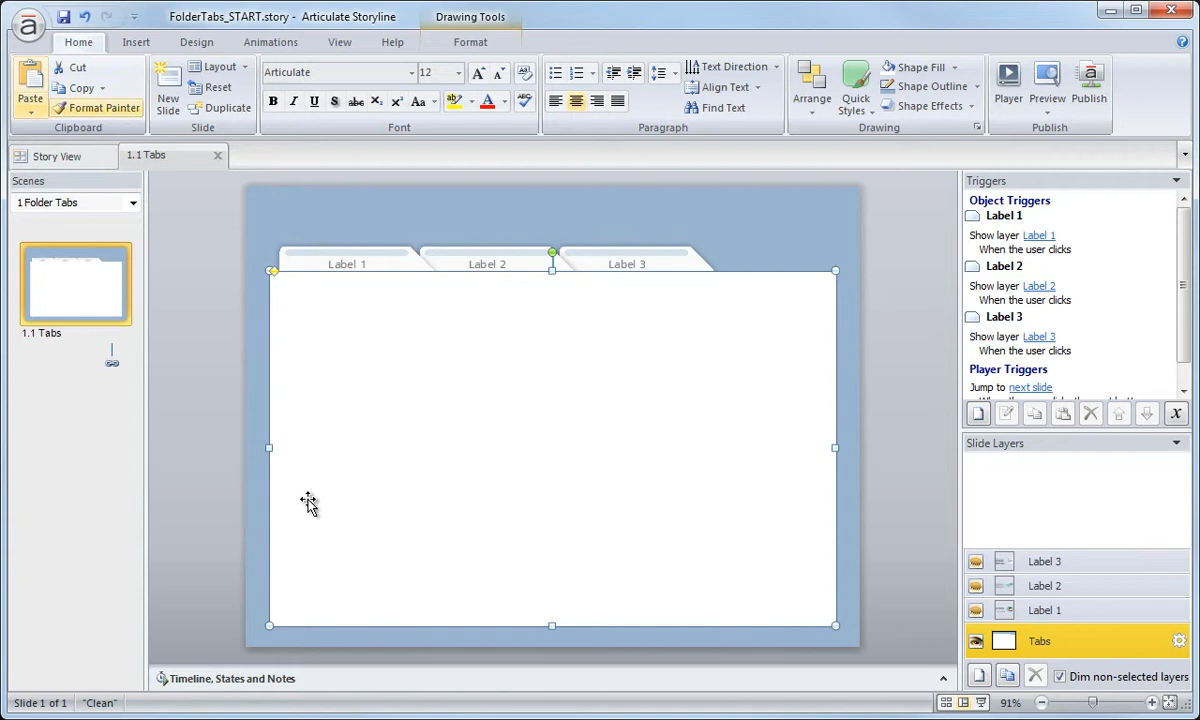 FolderTabs_START.story - Articulate Storyline
Drawing Tools
Home Insert Design Animations View Help Format
Paste
Cut
Copy
Format Painter
Clipboard
New Slide
Layout
Reset
Duplicate
Slide
Articulate 12
B I U S abc X₂ X² Aa
ab A
ABC
Font
Text Direction
Align Text
Find Text
Paragraph
Arrange
Quick Styles
Shape Fill
Shape Outline
Shape Effects
Drawing
Player
Preview
Publish
Publish
Story View
1.1 Tabs
Scenes
1 Folder Tabs
1.1 Tabs
Label 1
Label 2
Label 3
Timeline, States and Notes
Triggers
Object Triggers
Label 1
Show layer Label 1
When the user clicks
Label 2
Show layer Label 2
When the user clicks
Label 3
Show layer Label 3
When the user clicks
Player Triggers
Jump to next slide
Slide Layers
Label 3
Label 2
Label 1
Tabs
Dim non-selected layers
Slide 1 of 1
"Clean"
91%